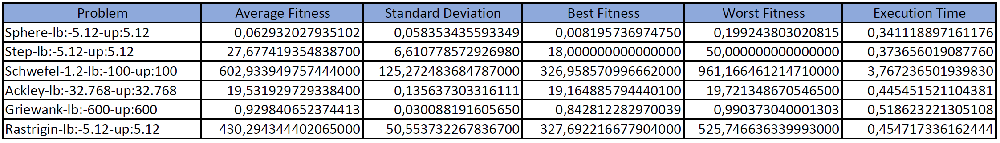 Problem Average Fitness Standard Deviation Best Fitness Worst Fitness Execution Time
Sphere-lb:-5.12-up:5.12 0,062932027935102 0,058353435593349 0,008195736974750 0,199243803020815 0,341118897161176
Step-lb:-5.12-up:5.12 27,677419354838700 6,610778572926980 18,000000000000000 50,000000000000000 0,373656019087760
Schwefel-1.2-lb:-100-up:100 602,933949757444000 125,272483684787000 326,958570996662000 961,166461214710000 3,767236501939830
Ackley-lb:-32.768-up:32.768 19,531929729338400 0,135637303316111 19,164885794440100 19,721348670546500 0,445451521104381
Griewank-lb:-600-up:600 0,929840652374413 0,030088191605650 0,842812282970039 0,990373040001303 0,518623221305108
Rastrigin-lb:-5.12-up:5.12 430,294344402065000 50,553732267836700 327,692216677904000 525,746636339993000 0,454717336162444